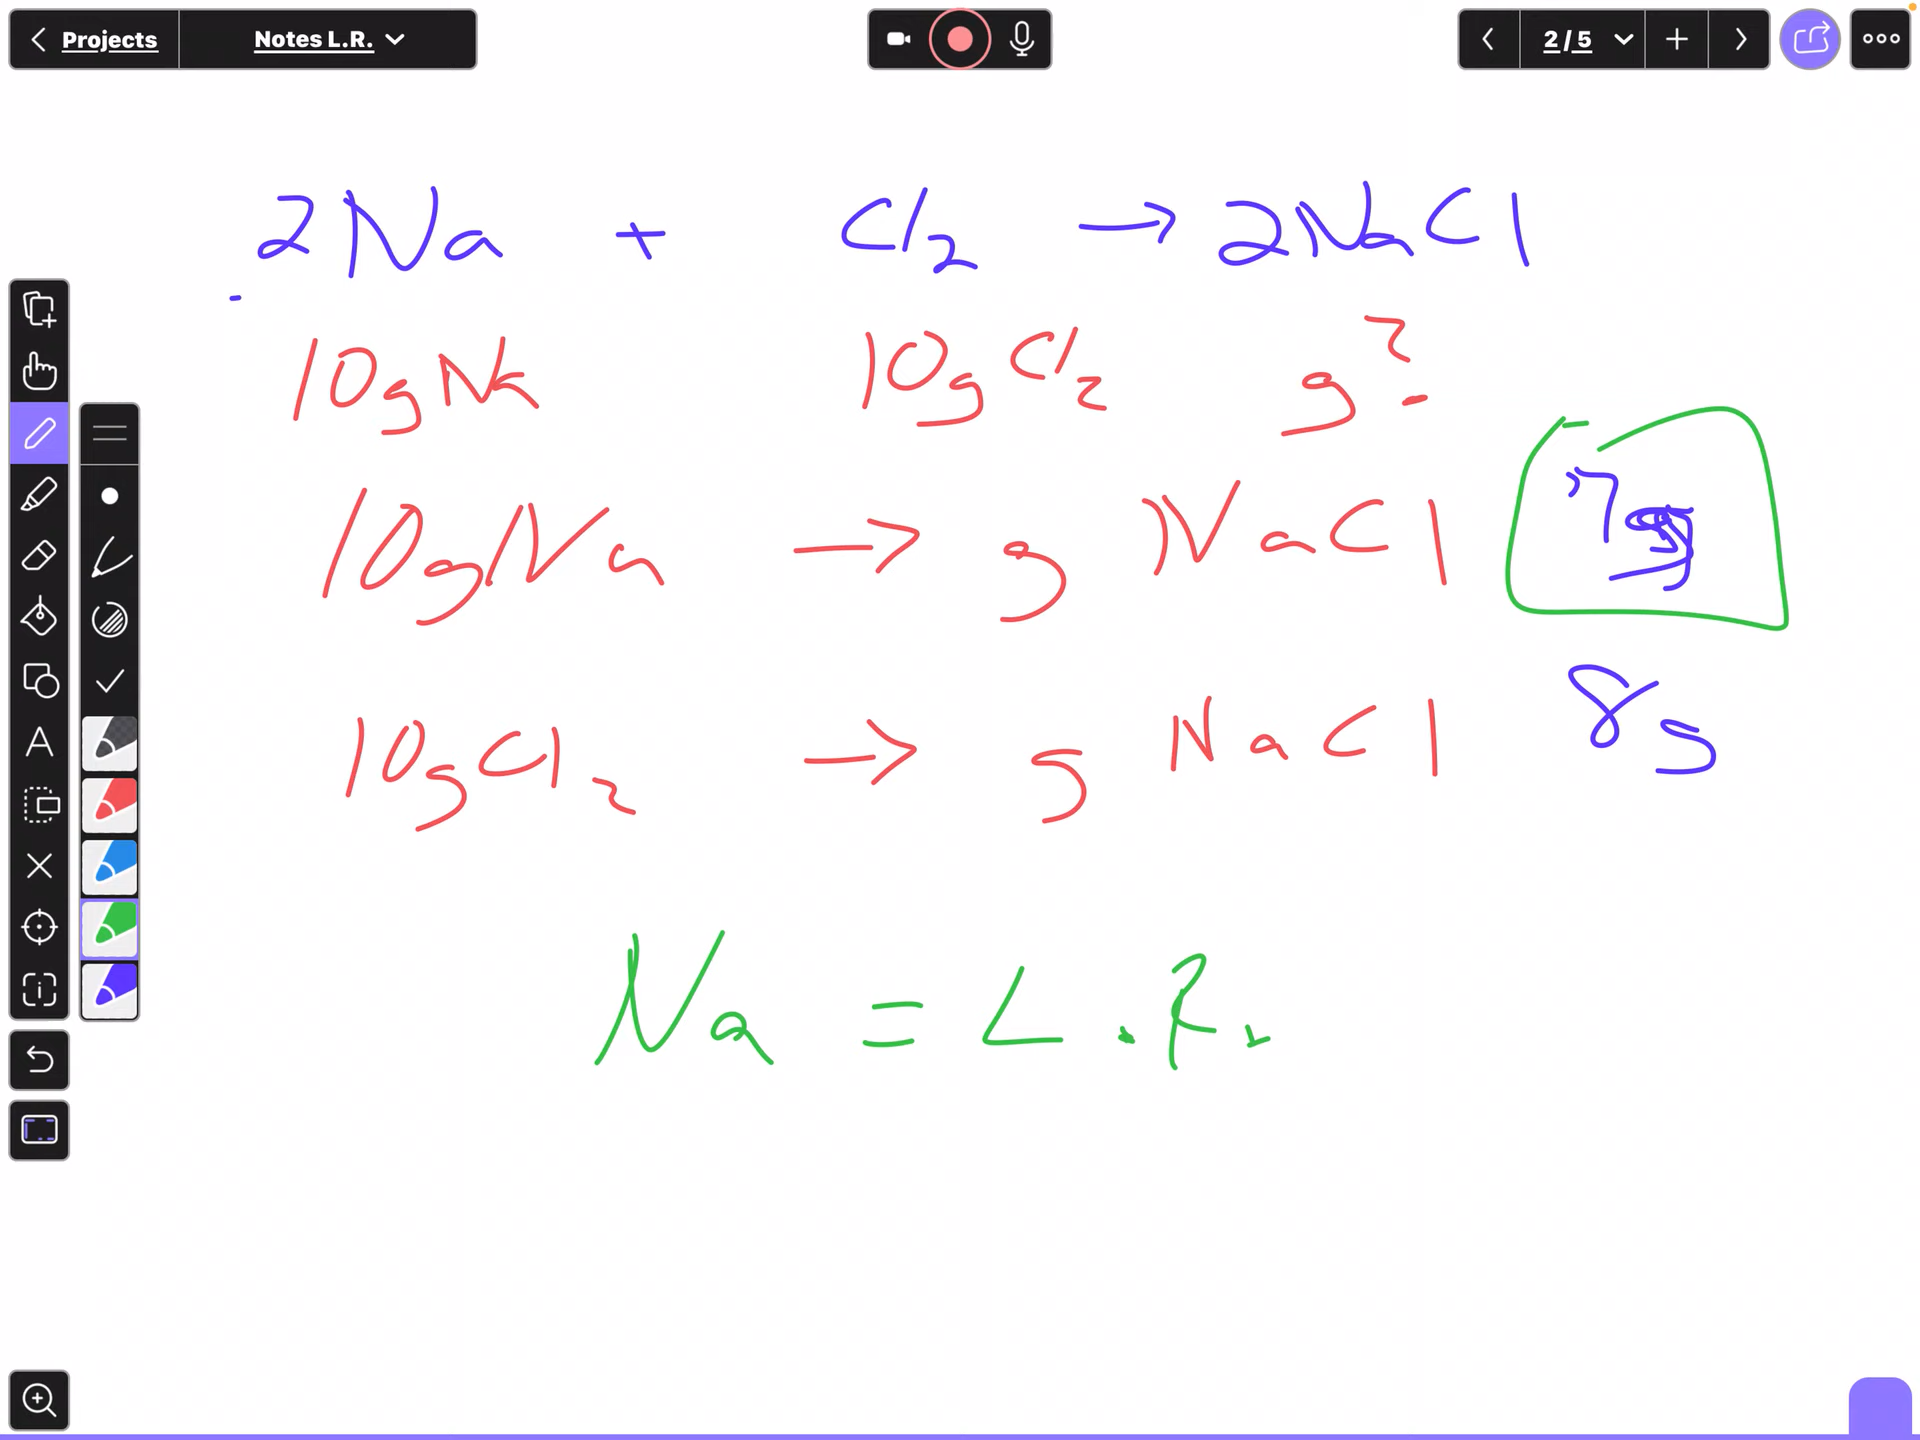 Projects Notes L.R. 2/5
2Na + Cl2 → 2NaCl
10g Na 10g Cl2 g?
10g Na → g NaCl 7g
10g Cl2 → g NaCl 8g
Na = L.R.